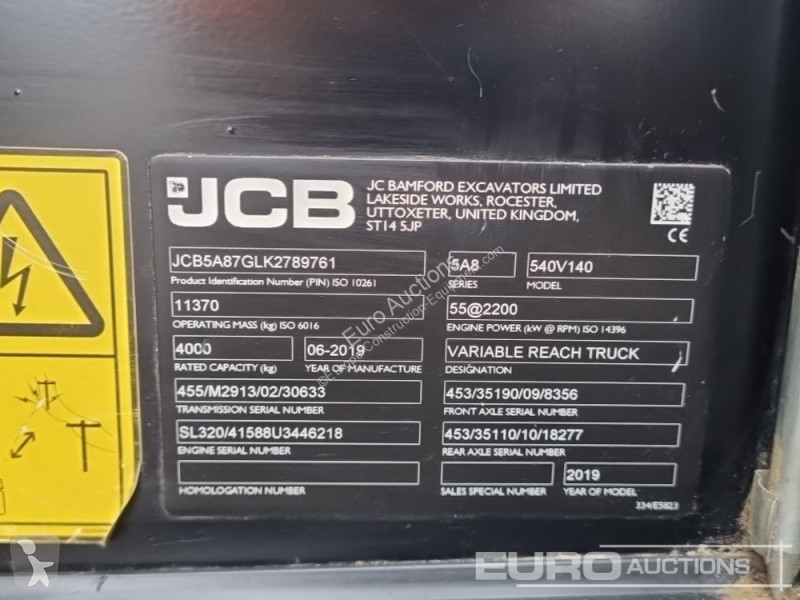 JCB
JC BAMFORD EXCAVATORS LIMITED
LAKESIDE WORKS, ROCESTER,
UTTOXETER, UNITED KINGDOM,
ST14 5JP
CE
JCB5A87GLK2789761
5A8
540V140
Product Identification Number (PIN) ISO 10261
SERIES
MODEL
11370
55@2200
OPERATING MASS (kg) ISO 6016
ENGINE POWER (kW @ RPM) ISO 14396
4000
06-2019
VARIABLE REACH TRUCK
RATED CAPACITY (kg)
YEAR OF MANUFACTURE
DESIGNATION
455/M2913/02/30633
453/35190/09/8356
TRANSMISSION SERIAL NUMBER
FRONT AXLE SERIAL NUMBER
SL320/41588U3446218
453/35110/10/18277
ENGINE SERIAL NUMBER
REAR AXLE SERIAL NUMBER
2019
HOMOLOGATION NUMBER
SALES SPECIAL NUMBER
YEAR OF MODEL
334/E5823
Euro Auctions
©Europe-Construction-Equipment.com
EURO AUCTIONS